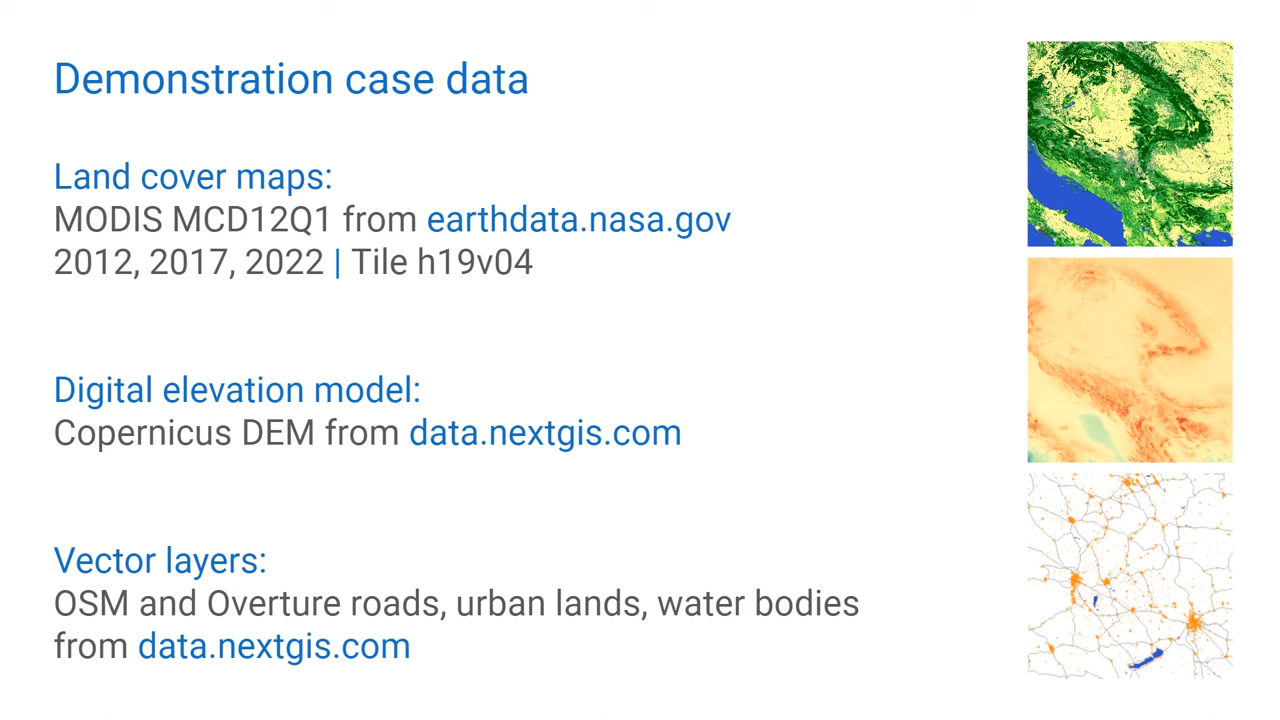 Demonstration case data
Land cover maps:
MODIS MCD12Q1 from earthdata.nasa.gov
2012, 2017, 2022 | Tile h19v04
Digital elevation model:
Copernicus DEM from data.nextgis.com
Vector layers:
OSM and Overture roads, urban lands, water bodies
from data.nextgis.com